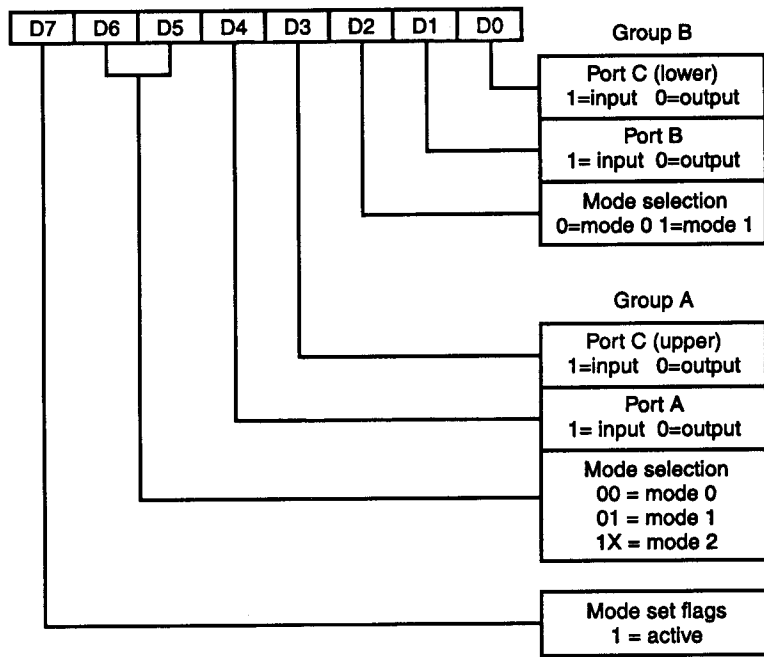 D7 D6 D5 D4 D3 D2 D1 D0
Group B
Port C (lower)
1=input 0=output
Port B
1= input 0=output
Mode selection
0=mode 0 1=mode 1
Group A
Port C (upper)
1=input 0=output
Port A
1= input 0=output
Mode selection
00 = mode 0
01 = mode 1
1X = mode 2
Mode set flags
1 = active